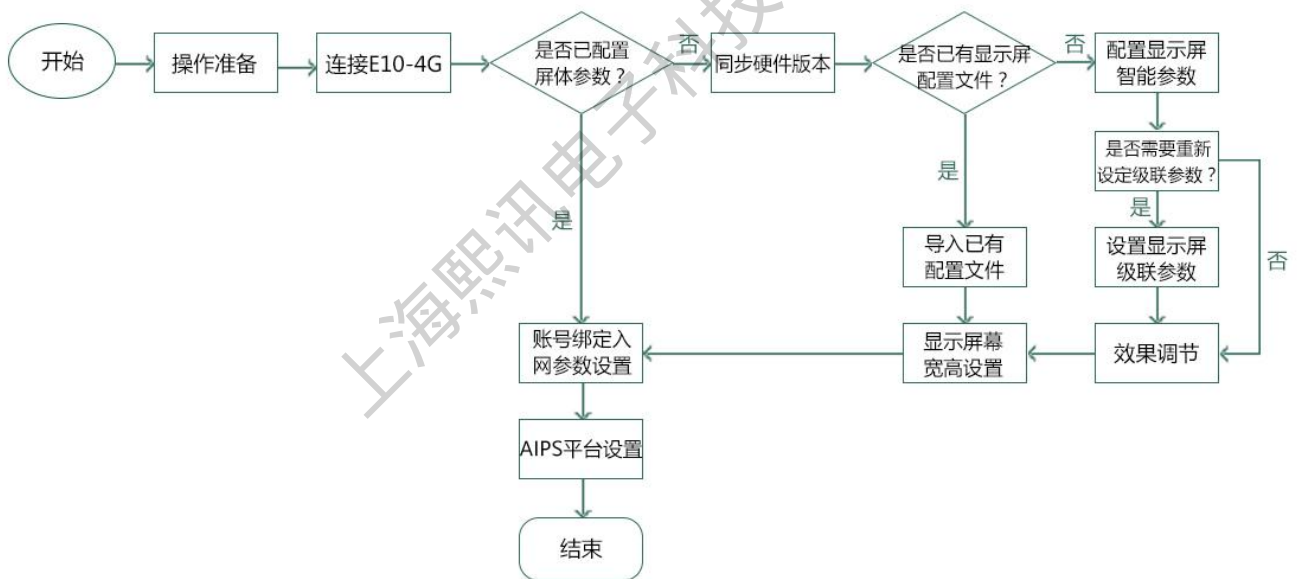 开始
操作准备
连接E10-4G
是否已配置
屏体参数？
否
同步硬件版本
是否已有显示屏
配置文件？
否
配置显示屏
智能参数
是否需要重新
设定级联参数？
是
是
是
否
导入已有
配置文件
设置显示屏
级联参数
账号绑定入
网参数设置
显示屏幕
宽高设置
效果调节
AIPS平台设置
结束
上海熙讯电子科技